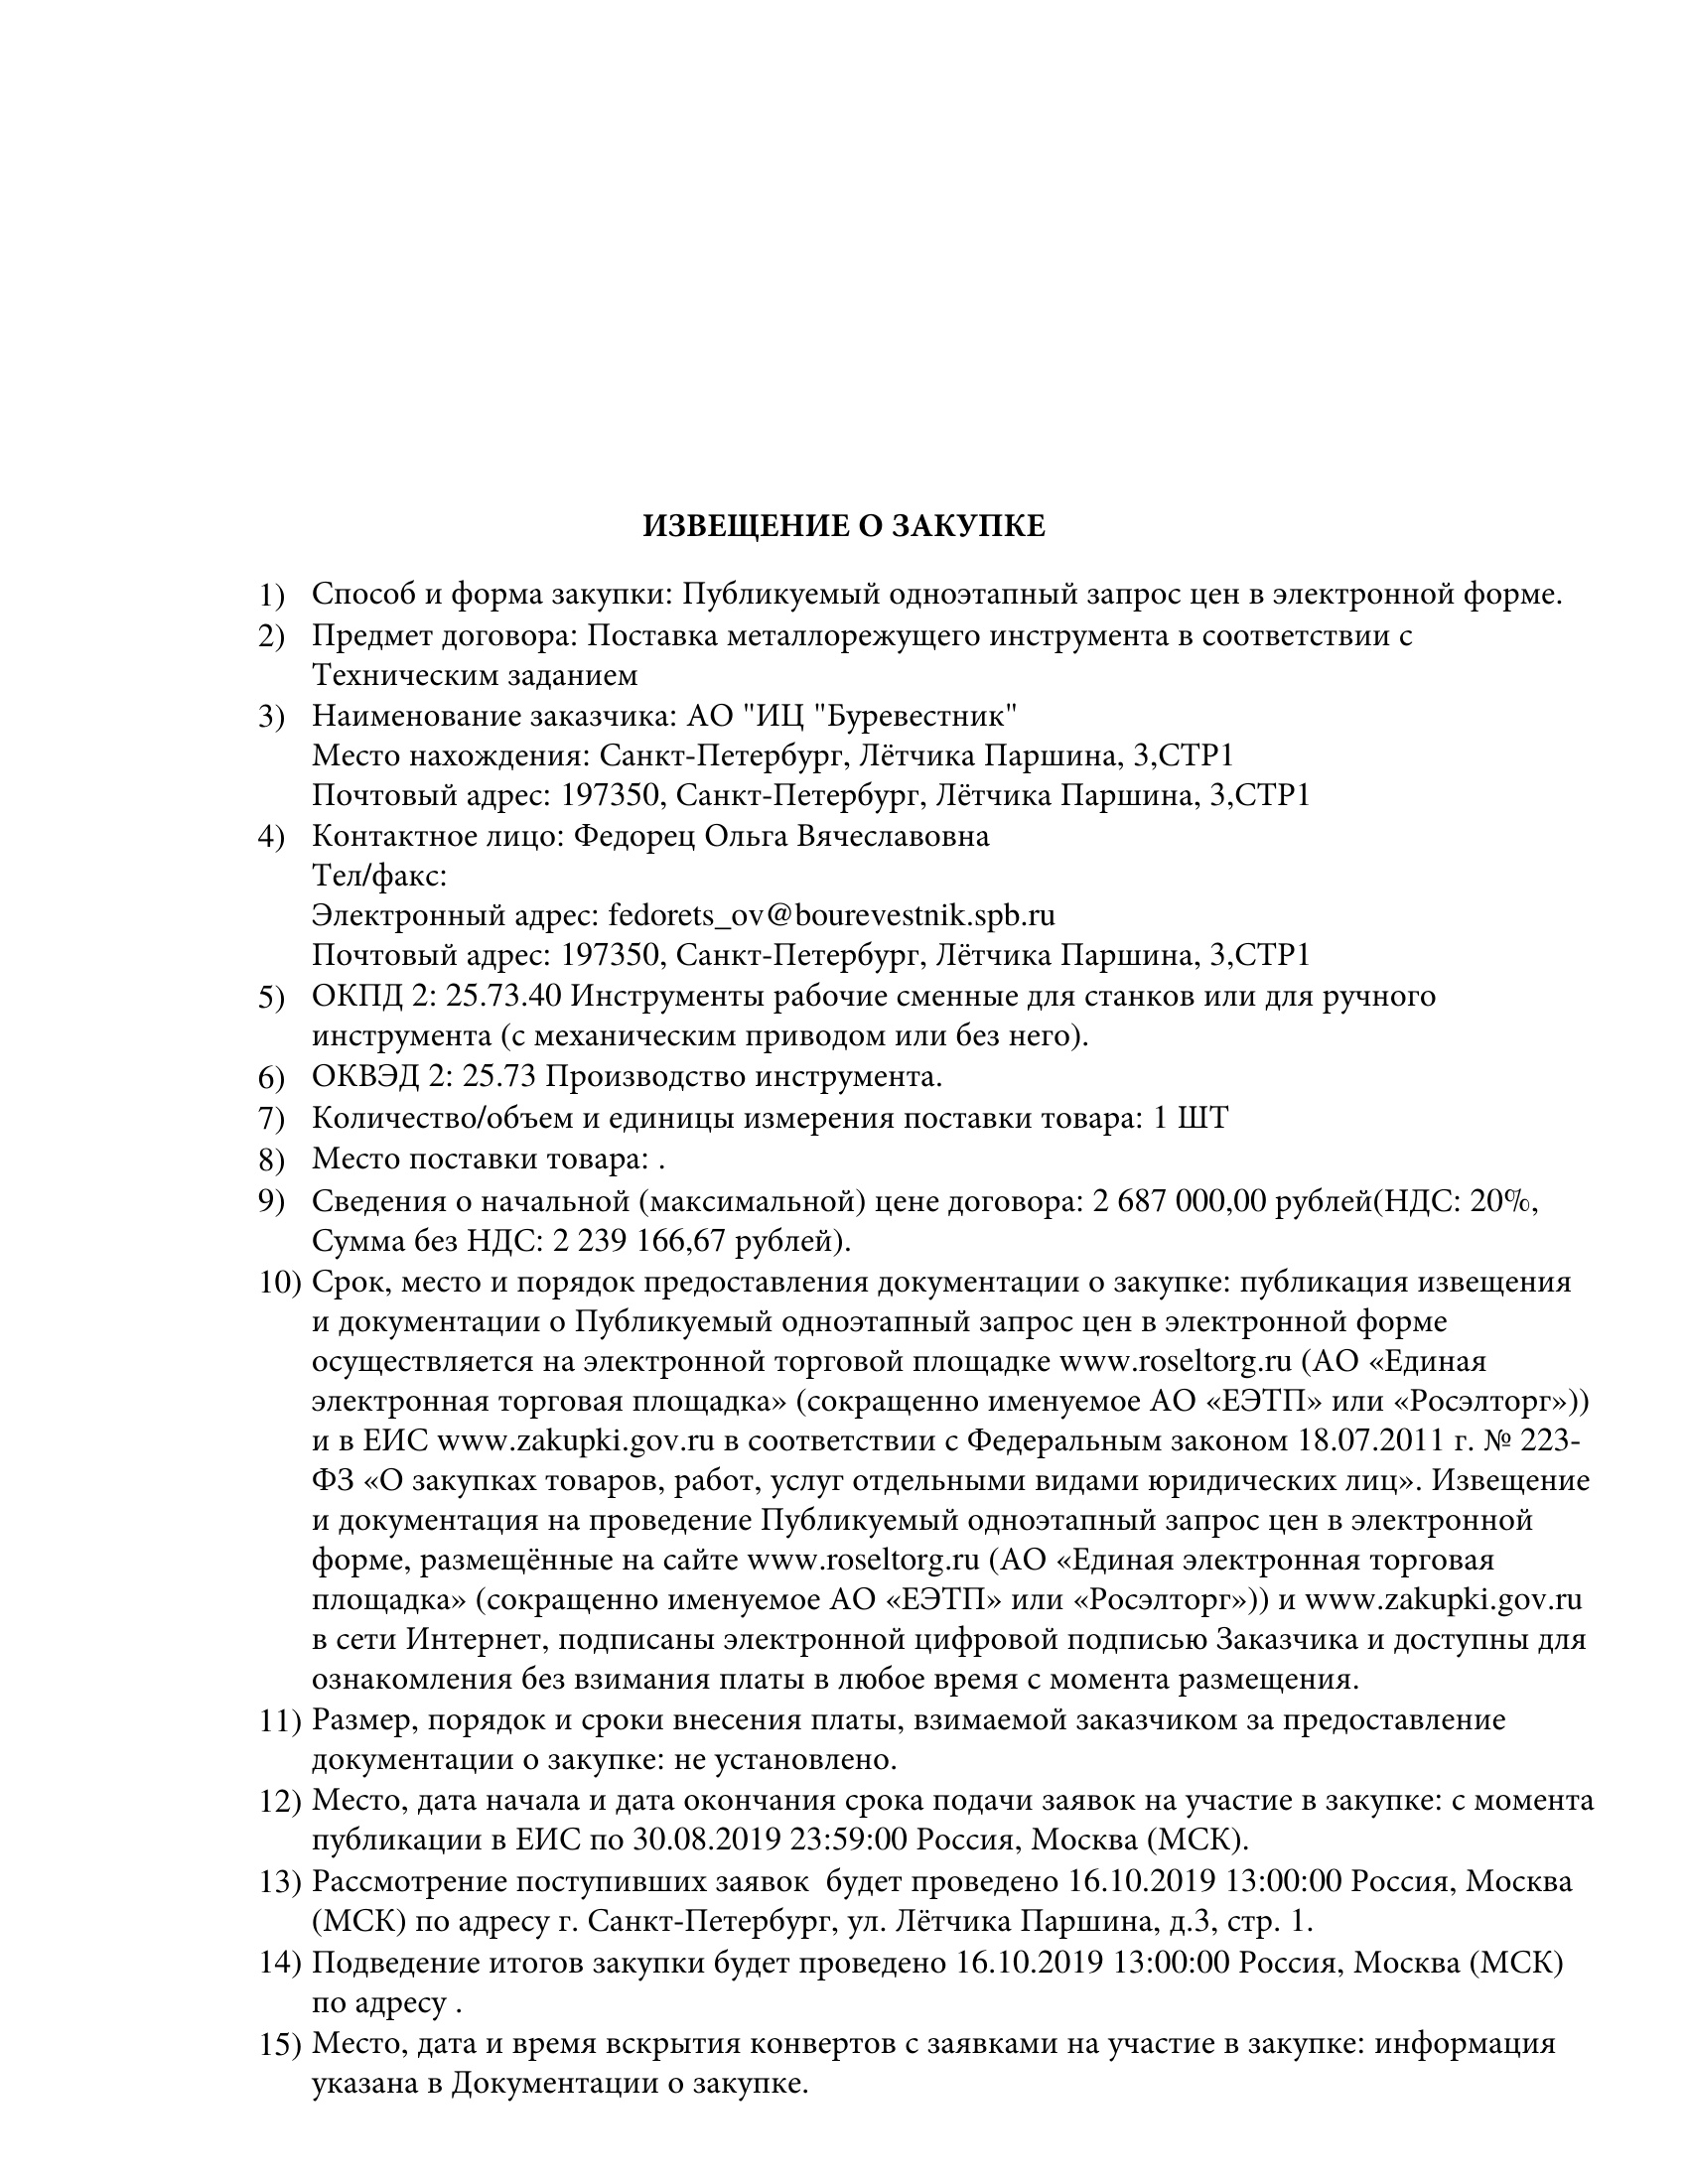 ИЗВЕЩЕНИЕ О ЗАКУПКЕ
1) Способ и форма закупки: Публикуемый одноэтапный запрос цен в электронной форме.
2) Предмет договора: Поставка металлорежущего инструмента в соответствии с
Техническим заданием
3) Наименование заказчика: АО "ИЦ "Буревестник"
Место нахождения: Санкт-Петербург, Лётчика Паршина, 3,СТР1
Почтовый адрес: 197350, Санкт-Петербург, Лётчика Паршина, 3,СТР1
4) Контактное лицо: Федорец Ольга Вячеславовна
Тел/факс:
Электронный адрес: fedorets_ov@bourevestnik.spb.ru
Почтовый адрес: 197350, Санкт-Петербург, Лётчика Паршина, 3,СТР1
5) ОКПД 2: 25.73.40 Инструменты рабочие сменные для станков или для ручного
инструмента (с механическим приводом или без него).
6) ОКВЭД 2: 25.73 Производство инструмента.
7) Количество/объем и единицы измерения поставки товара: 1 ШТ
8) Место поставки товара: .
9) Сведения о начальной (максимальной) цене договора: 2 687 000,00 рублей(НДС: 20%,
Сумма без НДС: 2 239 166,67 рублей).
10) Срок, место и порядок предоставления документации о закупке: публикация извещения
и документации о Публикуемый одноэтапный запрос цен в электронной форме
осуществляется на электронной торговой площадке www.roseltorg.ru (АО «Единая
электронная торговая площадка» (сокращенно именуемое АО «ЕЭТП» или «Росэлторг»))
и в ЕИС www.zakupki.gov.ru в соответствии с Федеральным законом 18.07.2011 г. № 223-
ФЗ «О закупках товаров, работ, услуг отдельными видами юридических лиц». Извещение
и документация на проведение Публикуемый одноэтапный запрос цен в электронной
форме, размещённые на сайте www.roseltorg.ru (АО «Единая электронная торговая
площадка» (сокращенно именуемое АО «ЕЭТП» или «Росэлторг»)) и www.zakupki.gov.ru
в сети Интернет, подписаны электронной цифровой подписью Заказчика и доступны для
ознакомления без взимания платы в любое время с момента размещения.
11) Размер, порядок и сроки внесения платы, взимаемой заказчиком за предоставление
документации о закупке: не установлено.
12) Место, дата начала и дата окончания срока подачи заявок на участие в закупке: с момента
публикации в ЕИС по 30.08.2019 23:59:00 Россия, Москва (МСК).
13) Рассмотрение поступивших заявок  будет проведено 16.10.2019 13:00:00 Россия, Москва
(МСК) по адресу г. Санкт-Петербург, ул. Лётчика Паршина, д.3, стр. 1.
14) Подведение итогов закупки будет проведено 16.10.2019 13:00:00 Россия, Москва (МСК)
по адресу .
15) Место, дата и время вскрытия конвертов с заявками на участие в закупке: информация
указана в Документации о закупке.